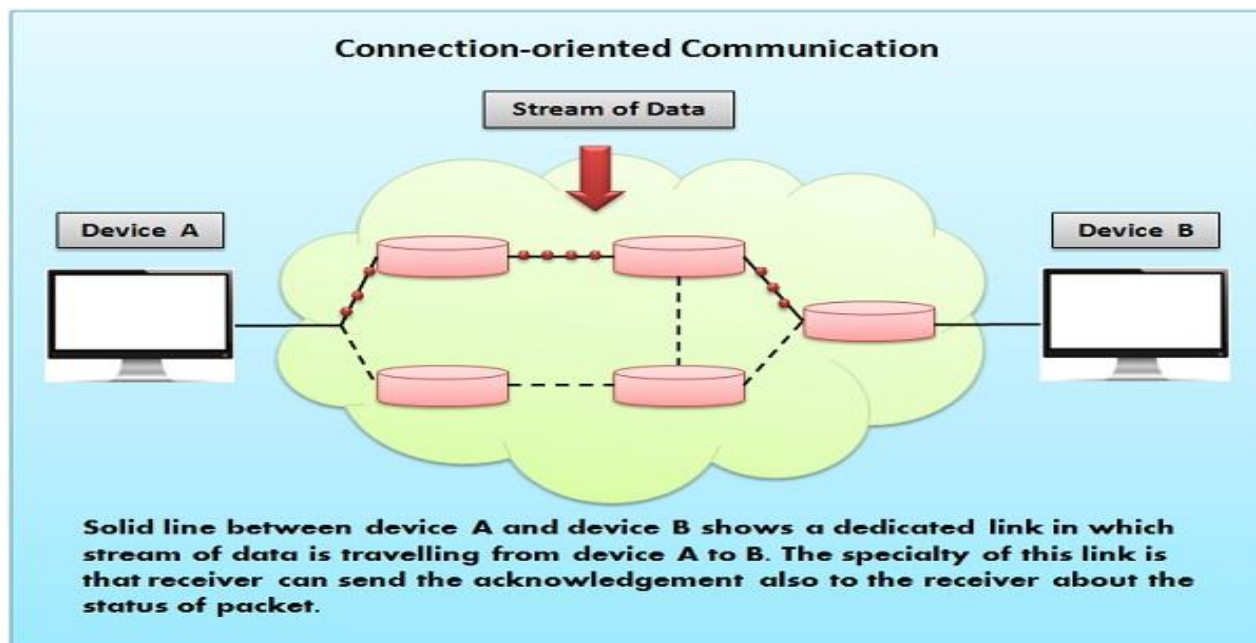 Connection-oriented Communication
Stream of Data
Device A
Device B
Solid line between device A and device B shows a dedicated link in which
stream of data is travelling from device A to B. The specialty of this link is
that receiver can send the acknowledgement also to the receiver about the
status of packet.